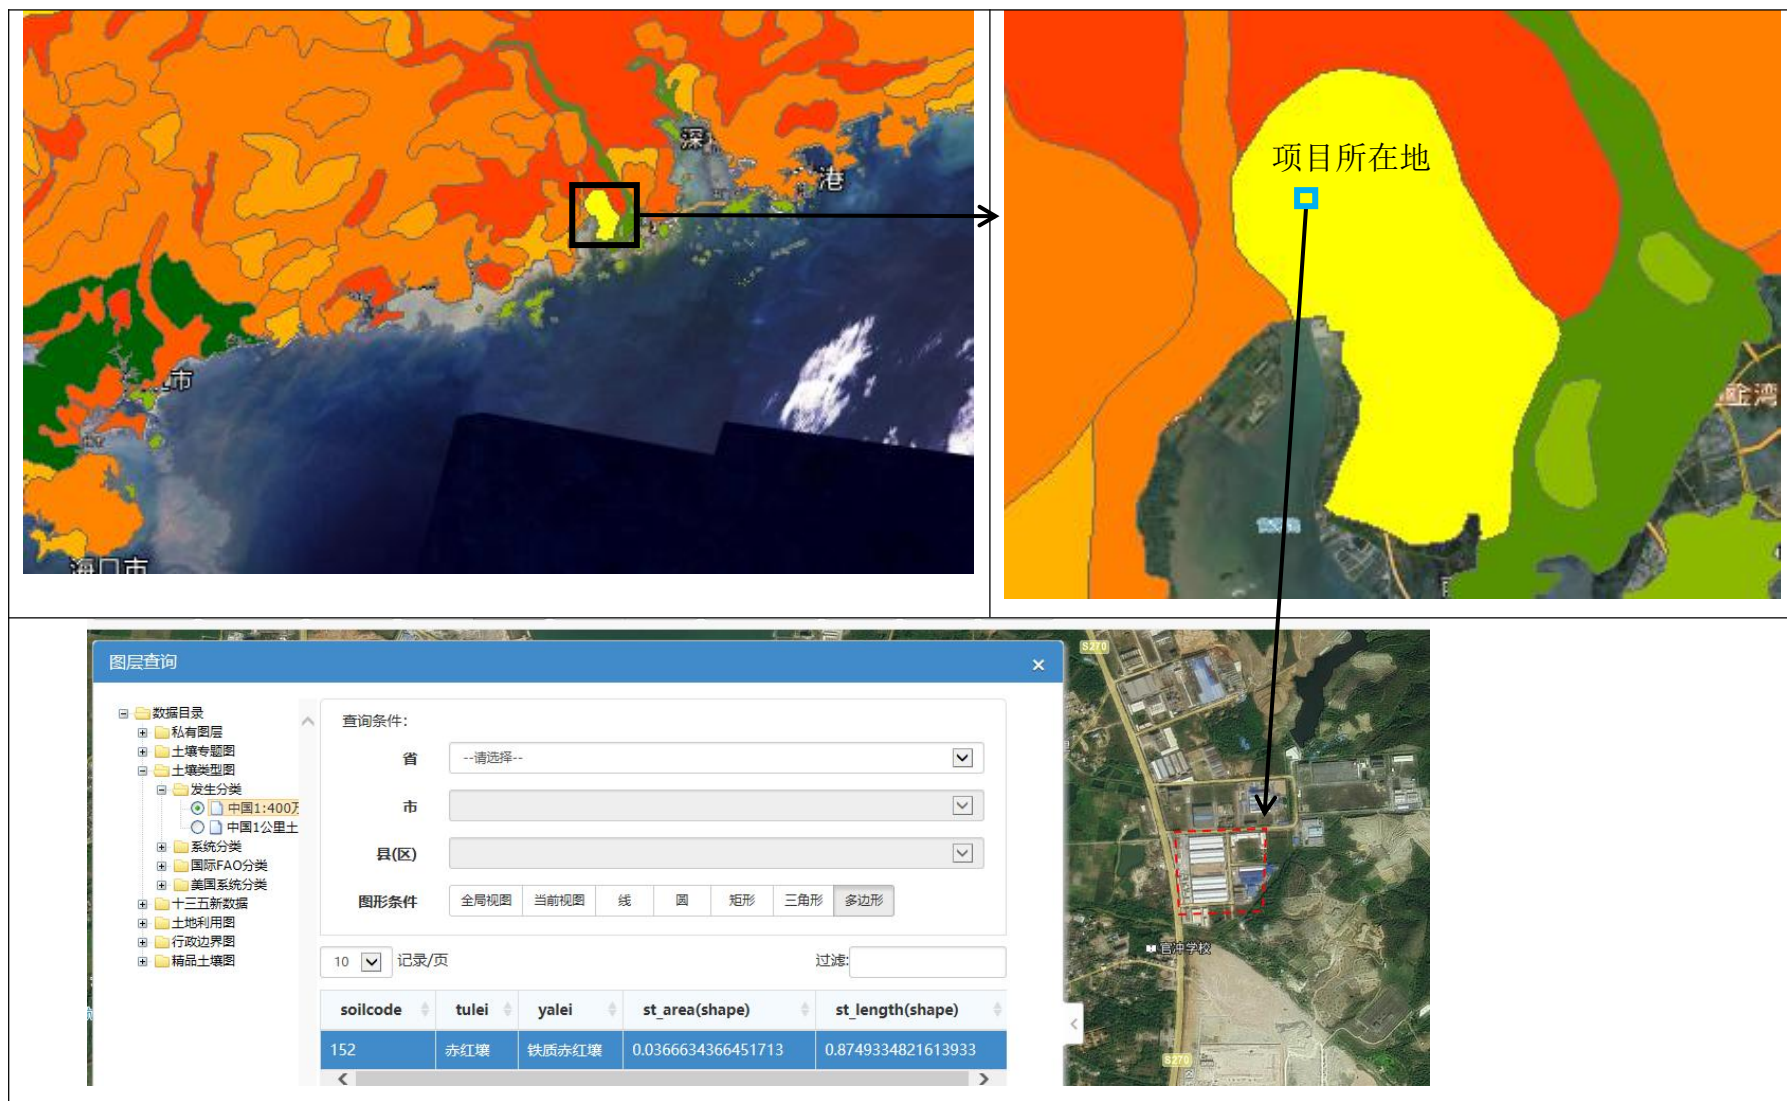 深
港
市
海口市
项目所在地
金湾
图层查询
×
数据目录
私有图层
土壤专题图
土壤类型图
发生分类
中国1:400万
中国1公里土
系统分类
国际FAO分类
美国系统分类
十三五新数据
土地利用图
行政边界图
精品土壤图
查询条件:
省
--请选择--
市
县(区)
图形条件
全局视图
当前视图
线
圆
矩形
三角形
多边形
10
记录/页
过滤:
soilcode
tulei
yalei
st_area(shape)
st_length(shape)
152
赤红壤
铁质赤红壤
0.0366634366451713
0.8749334821613933
S270
官冲学校
S270